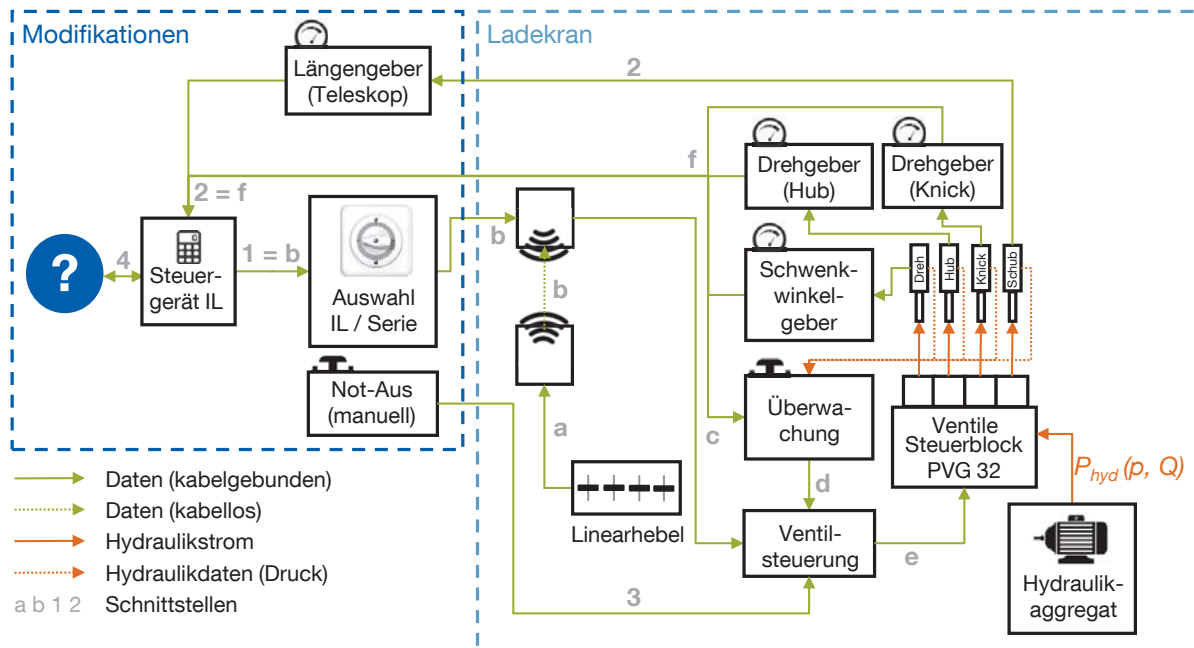 Modifikationen
Ladekran
Längengeber
(Teleskop)
2
Drehgeber
(Hub)
Drehgeber
(Knick)
f
2 = f
b
4
?
Steuer-
gerät IL
1 = b
Auswahl
IL / Serie
b
Schwenk-
winkel-
geber
Dreh
Hub
Knick
Schub
Not-Aus
(manuell)
a
c
Überwa-
chung
Ventile
Steuerblock
PVG 32
Phyd (p, Q)
d
Linearhebel
Ventil-
steuerung
e
3
Hydraulik-
aggregat
Daten (kabelgebunden)
Daten (kabellos)
Hydraulikstrom
Hydraulikdaten (Druck)
a b 1 2 Schnittstellen